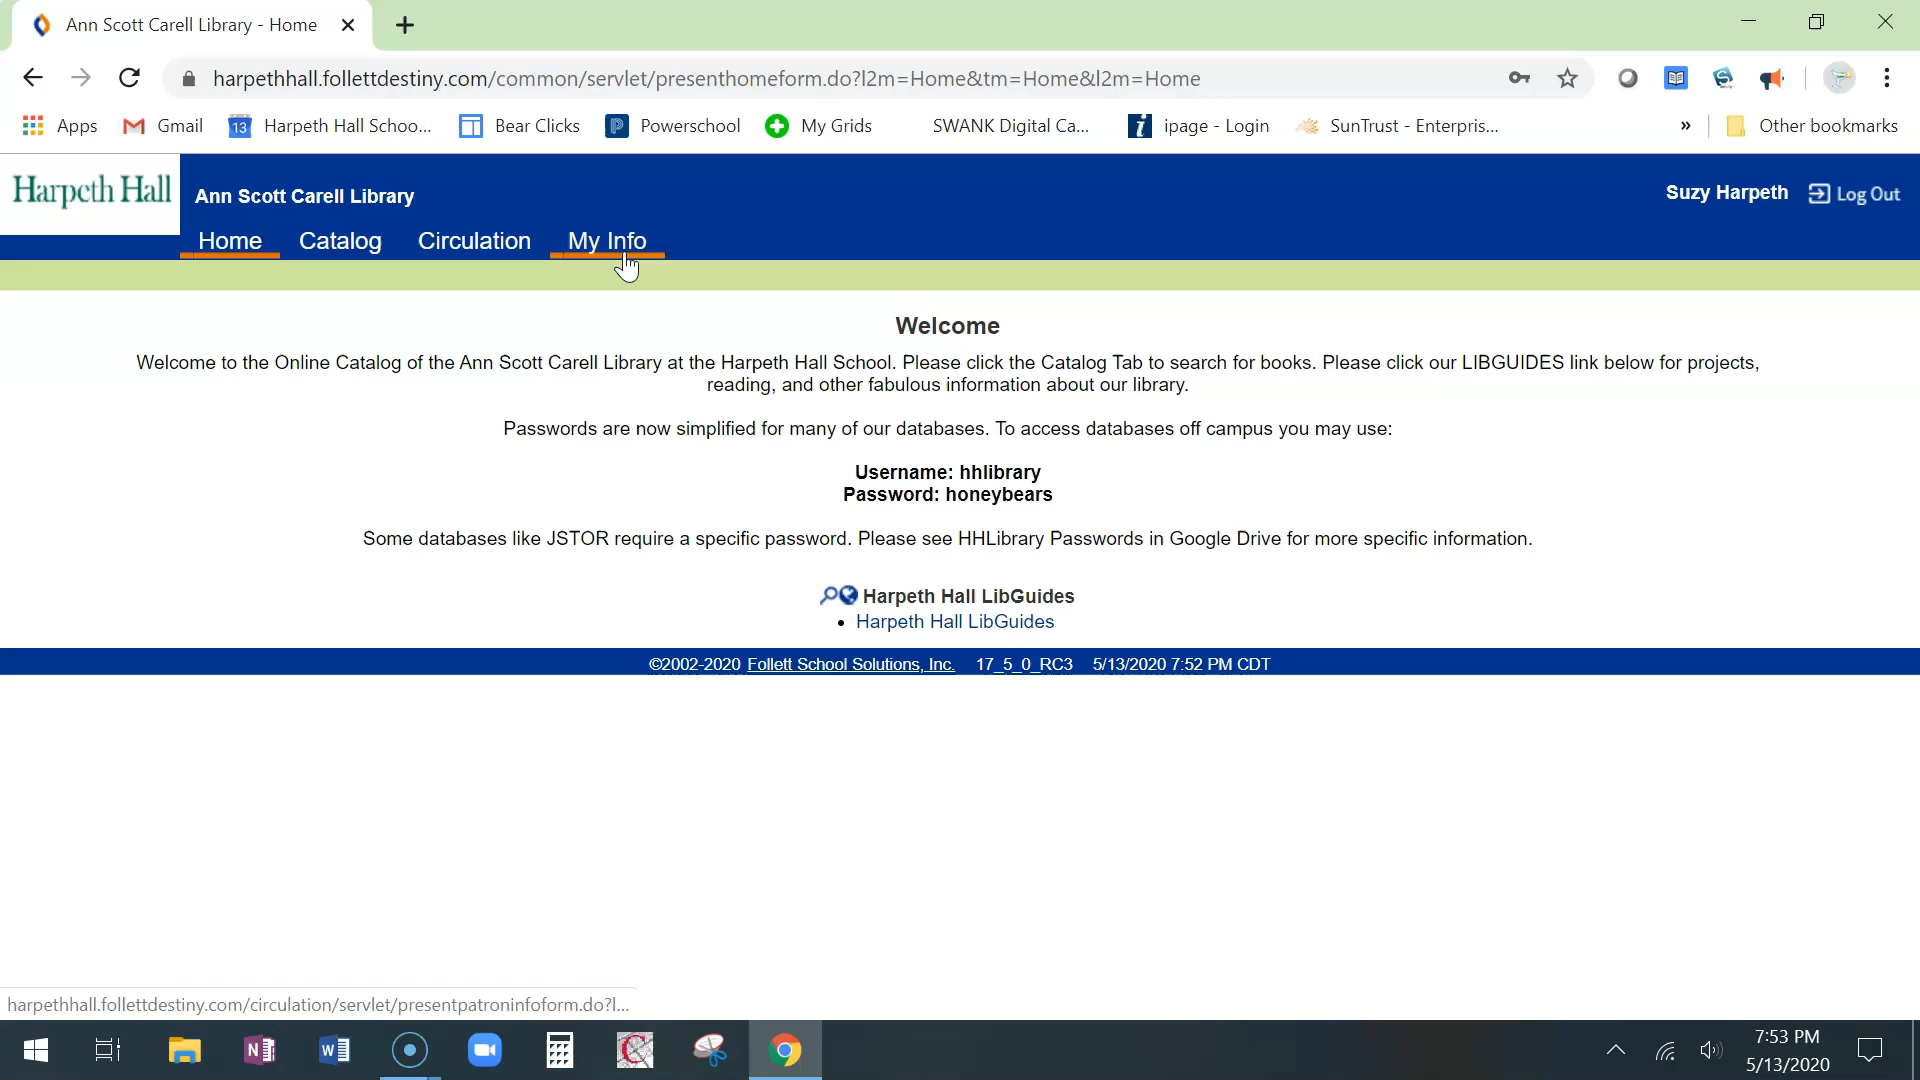 Ann Scott Carell Library - Home
harpethhall.follettdestiny.com/common/servlet/presenthomeform.do?l2m=Home&tm=Home&l2m=Home
Apps
Gmail
13
Harpeth Hall Schoo...
Bear Clicks
Powerschool
My Grids
SWANK Digital Ca...
ipage - Login
SunTrust - Enterpris...
»
Other bookmarks
Harpeth Hall
Ann Scott Carell Library
Suzy Harpeth
Log Out
Home
Catalog
Circulation
My Info
Welcome
Welcome to the Online Catalog of the Ann Scott Carell Library at the Harpeth Hall School. Please click the Catalog Tab to search for books. Please click our LIBGUIDES link below for projects,
reading, and other fabulous information about our library.
Passwords are now simplified for many of our databases. To access databases off campus you may use:
Username: hhlibrary
Password: honeybears
Some databases like JSTOR require a specific password. Please see HHLibrary Passwords in Google Drive for more specific information.
Harpeth Hall LibGuides
• Harpeth Hall LibGuides
©2002-2020 Follett School Solutions, Inc. 17_5_0_RC3 5/13/2020 7:52 PM CDT
harpethhall.follettdestiny.com/circulation/servlet/presentpatroninfoform.do?l...
7:53 PM
5/13/2020